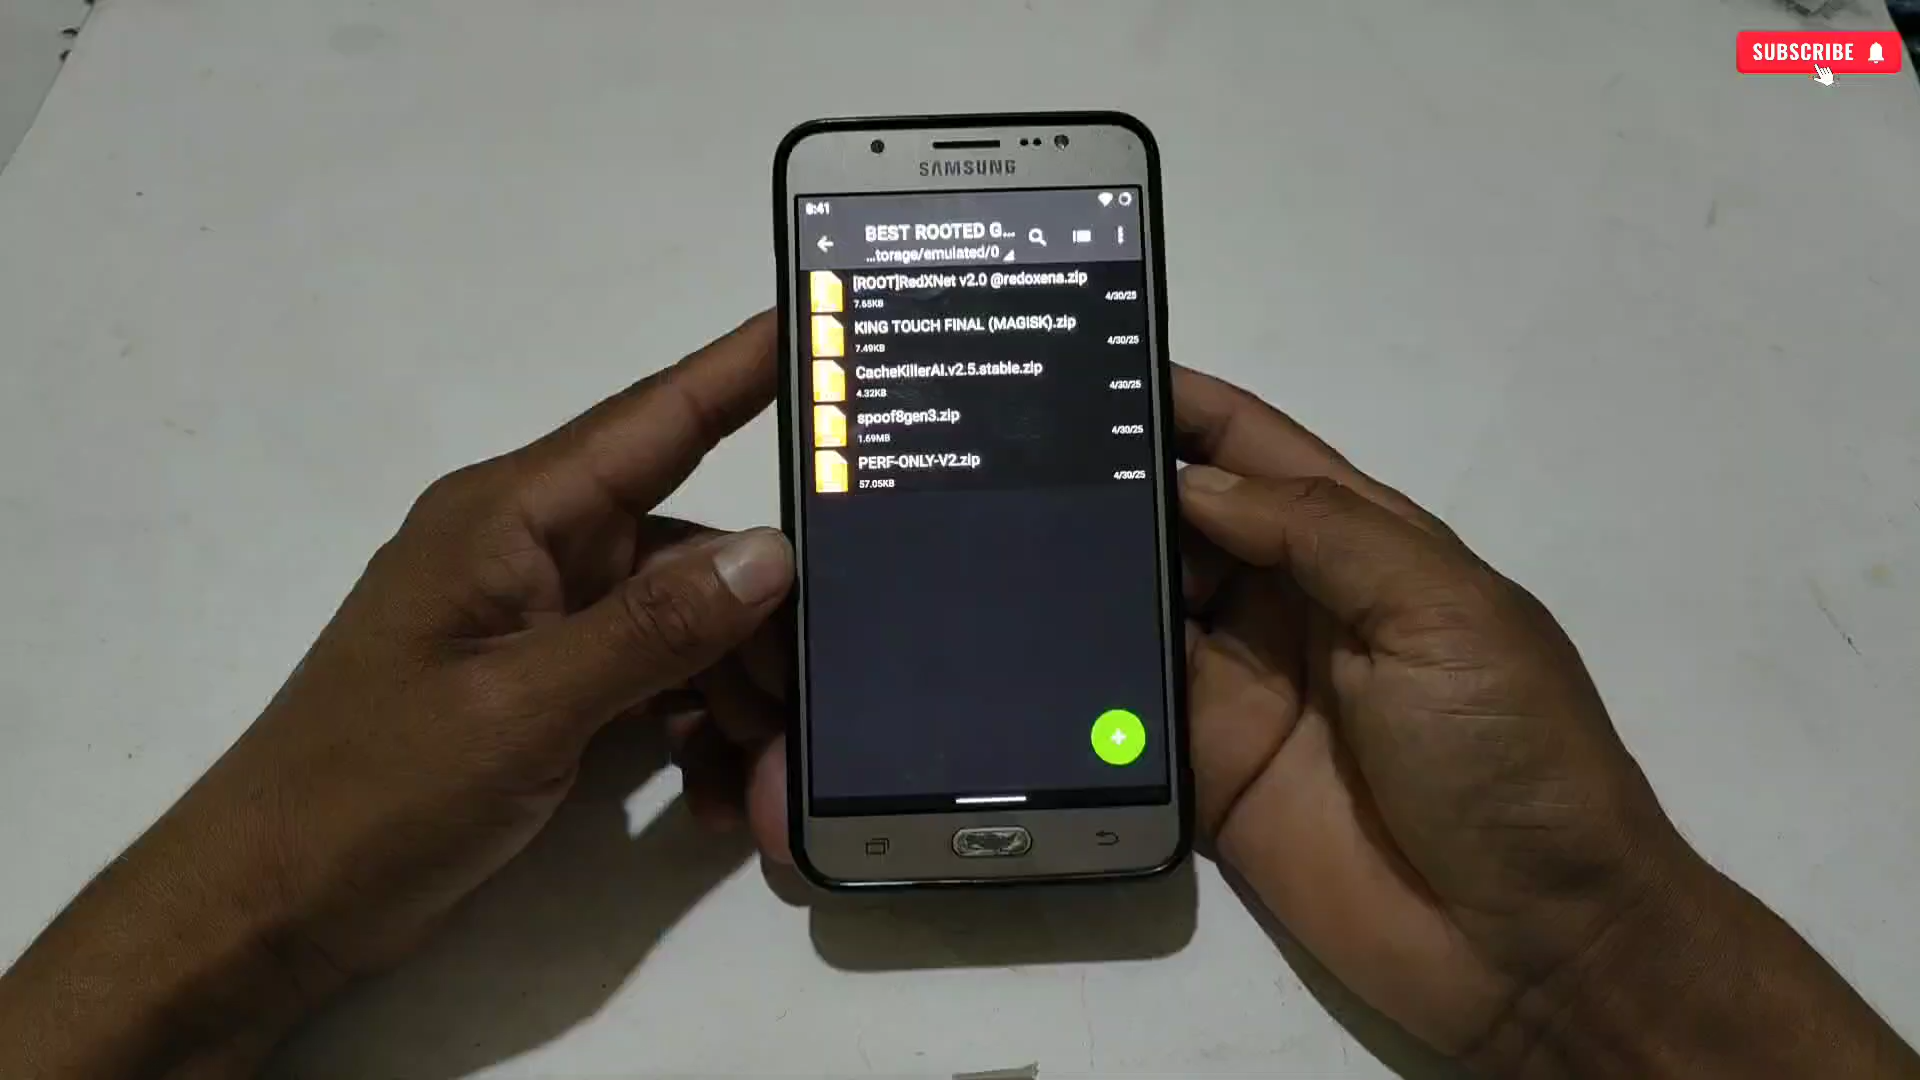 SUBSCRIBE
SAMSUNG
8:41
BEST ROOTED G...
...torage/emulated/0
[ROOT]RedXNet v2.0 @redoxena.zip
7.65KB
4/30/25
KING TOUCH FINAL (MAGISK).zip
7.49KB
4/30/25
CacheKillerAI.v2.5.stable.zip
4.32KB
4/30/25
spoof8gen3.zip
1.69MB
4/30/25
PERF-ONLY-V2.zip
57.05KB
4/30/25